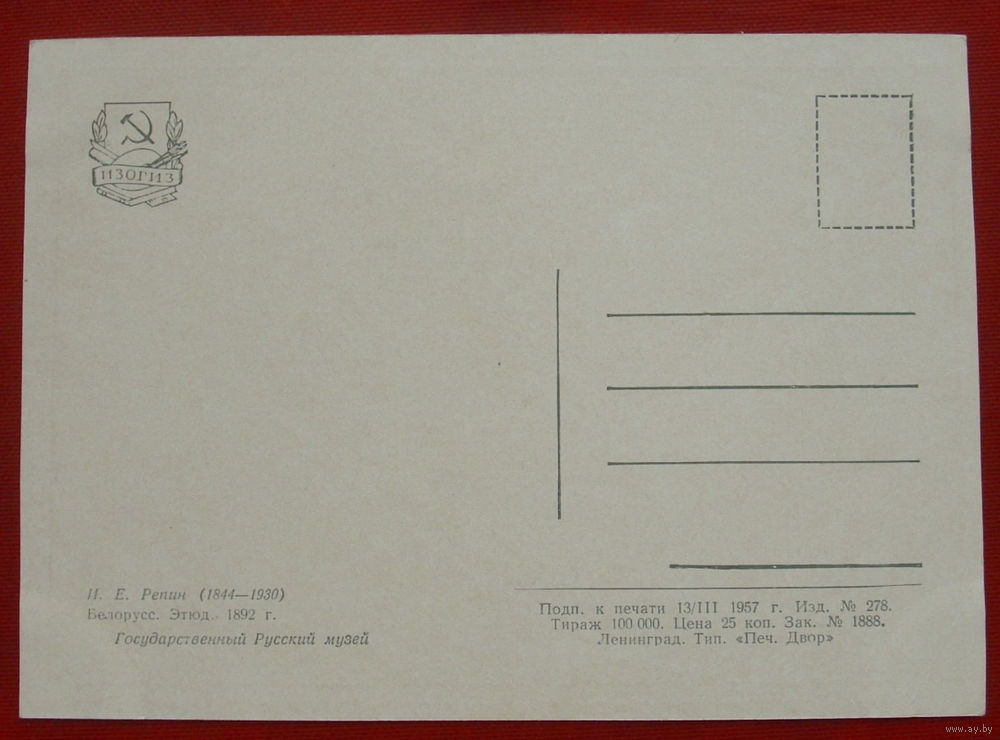 ИЗОГИЗ
И. Е. Репин (1844—1930)
Белорусс. Этюд. 1892 г.
Государственный Русский музей
Подп. к печати 13/III 1957 г. Изд. № 278.
Тираж 100 000. Цена 25 коп. Зак. № 1888.
Ленинград. Тип. «Печ. Двор»
www.ay.by